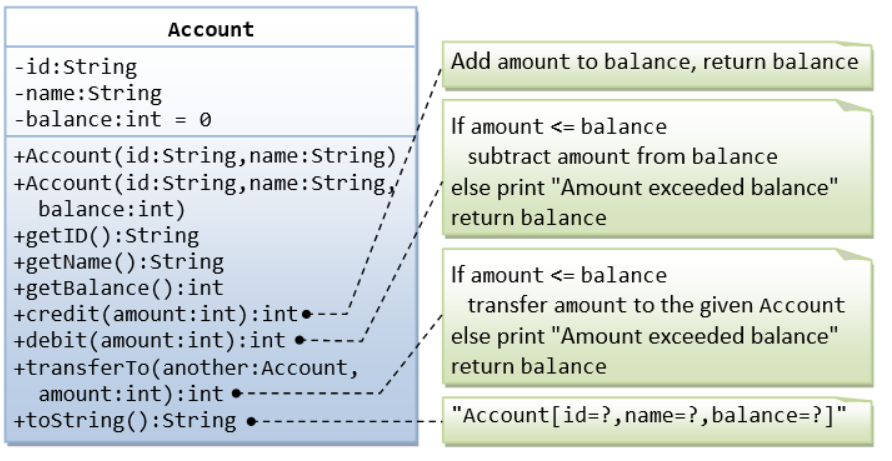 Account
-id:String
-name:String
-balance:int = 0
+Account(id:String,name:String)
+Account(id:String,name:String,
balance:int)
+getID():String
+getName():String
+getBalance():int
+credit(amount:int):int
+debit(amount:int):int
+transferTo(another:Account,
amount:int):int
+toString():String
Add amount to balance, return balance
If amount <= balance
subtract amount from balance
else print "Amount exceeded balance"
return balance
If amount <= balance
transfer amount to the given Account
else print "Amount exceeded balance"
return balance
"Account[id=?,name=?,balance=?]"